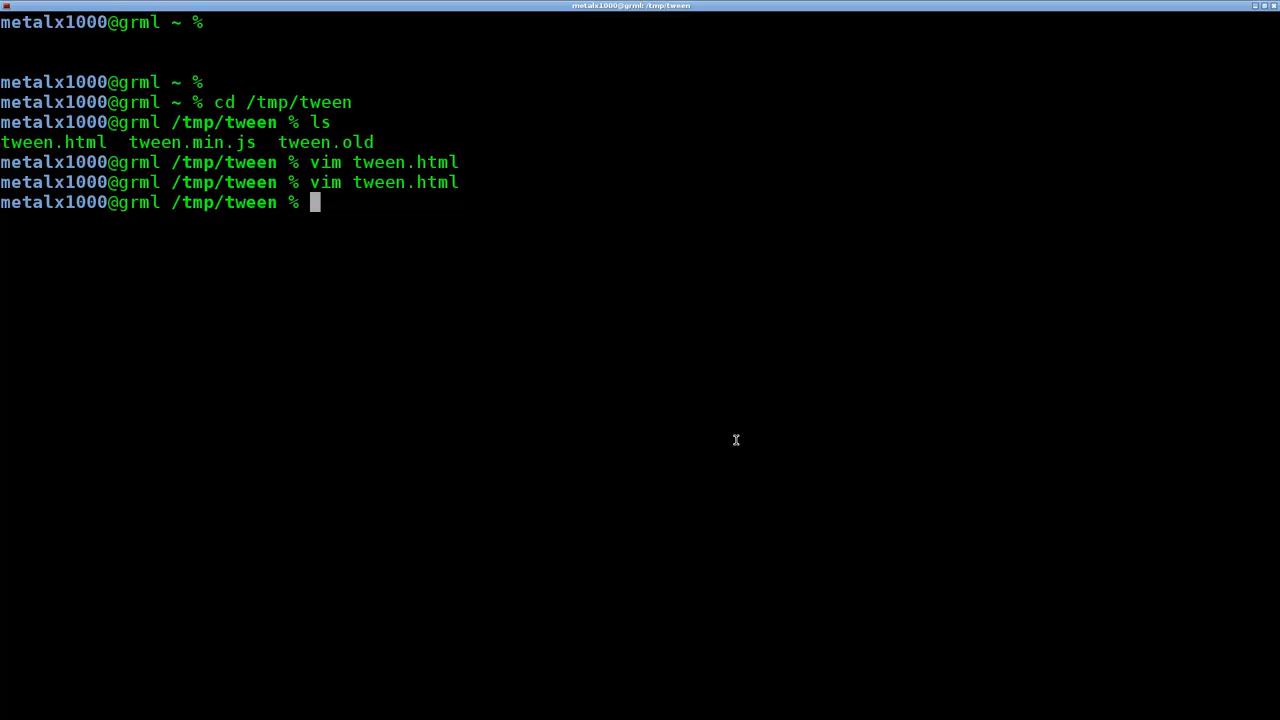 metalx1000@grml: /tmp/tween
metalx1000@grml ~ %
metalx1000@grml ~ %
metalx1000@grml ~ % cd /tmp/tween
metalx1000@grml /tmp/tween % ls
tween.html  tween.min.js  tween.old
metalx1000@grml /tmp/tween % vim tween.html
metalx1000@grml /tmp/tween % vim tween.html
metalx1000@grml /tmp/tween %